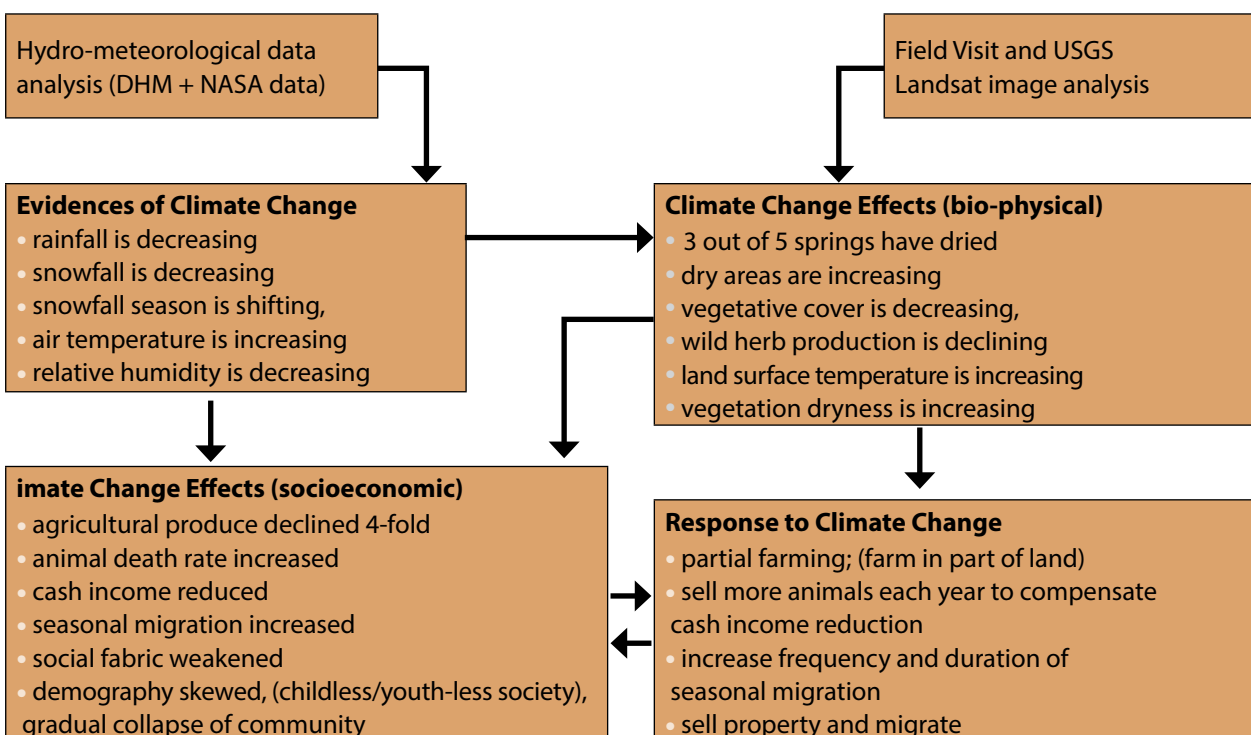 Hydro-meteorological data
analysis (DHM + NASA data)
Field Visit and USGS
Landsat image analysis
Evidences of Climate Change
• rainfall is decreasing
• snowfall is decreasing
• snowfall season is shifting,
• air temperature is increasing
• relative humidity is decreasing
Climate Change Effects (bio-physical)
• 3 out of 5 springs have dried
• dry areas are increasing
• vegetative cover is decreasing,
• wild herb production is declining
• land surface temperature is increasing
• vegetation dryness is increasing
imate Change Effects (socioeconomic)
• agricultural produce declined 4-fold
• animal death rate increased
• cash income reduced
• seasonal migration increased
• social fabric weakened
• demography skewed, (childless/youth-less society),
gradual collapse of community
Response to Climate Change
• partial farming; (farm in part of land)
• sell more animals each year to compensate
cash income reduction
• increase frequency and duration of
seasonal migration
• sell property and migrate